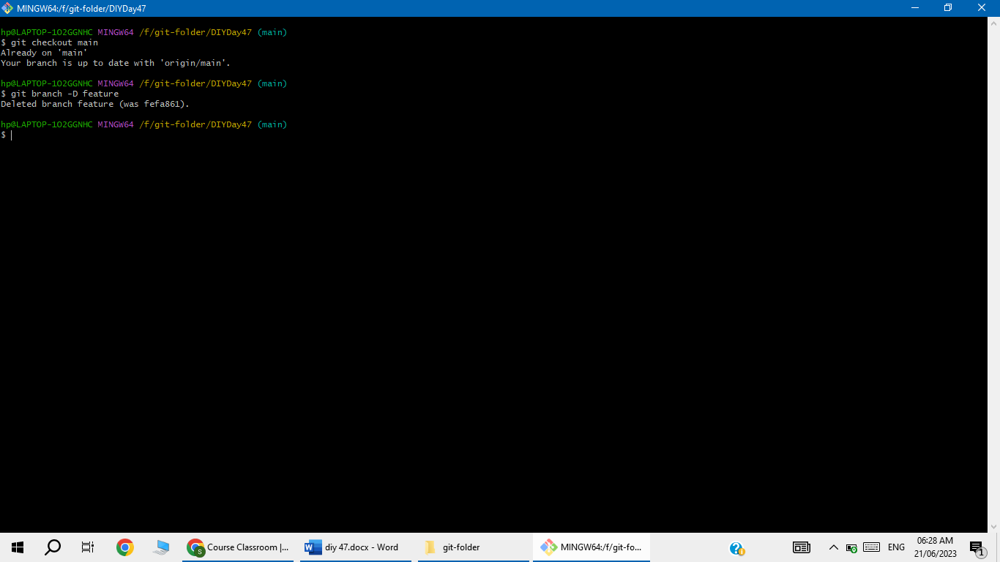 MINGW64:/f/git-folder/DIYDay47
hp@LAPTOP-1O2GGNHC MINGW64 /f/git-folder/DIYDay47 (main)
$ git checkout main
Already on 'main'
Your branch is up to date with 'origin/main'.
hp@LAPTOP-1O2GGNHC MINGW64 /f/git-folder/DIYDay47 (main)
$ git branch -D feature
Deleted branch feature (was fefa861).
hp@LAPTOP-1O2GGNHC MINGW64 /f/git-folder/DIYDay47 (main)
$
S
Course Classroom |...
diy 47.docx - Word
git-folder
MINGW64:/f/git-fo...
ENG
06:28 AM
21/06/2023
1